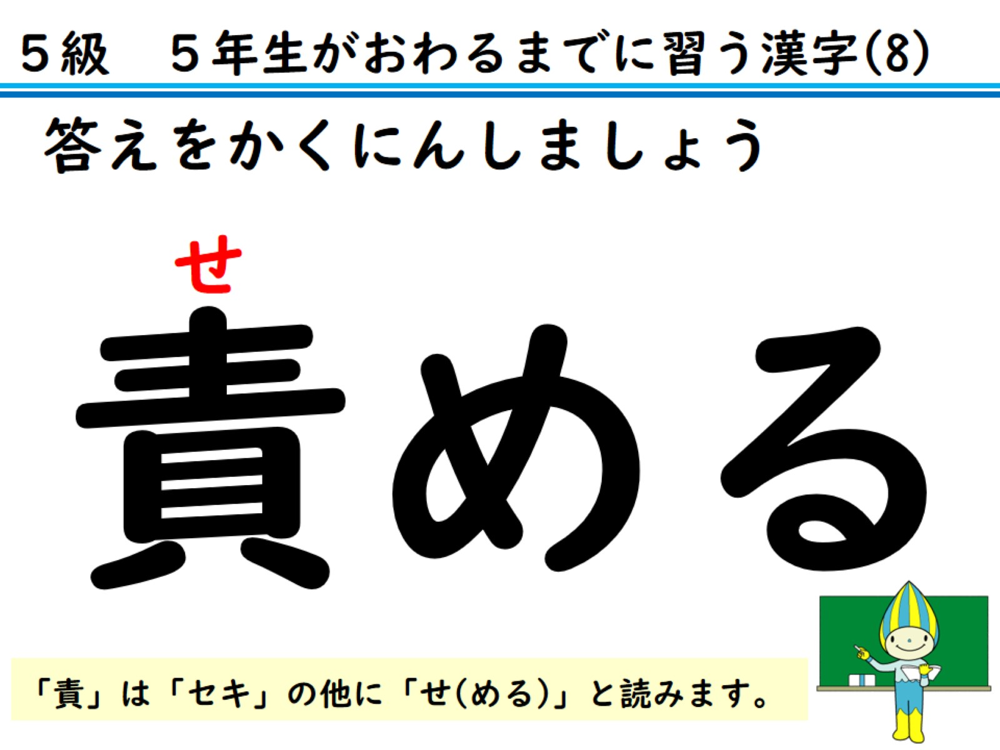 ５級　５年生がおわるまでに習う漢字(8)
答えをかくにんしましょう
せ
責める
「責」は「セキ」の他に「せ(める)」と読みます。